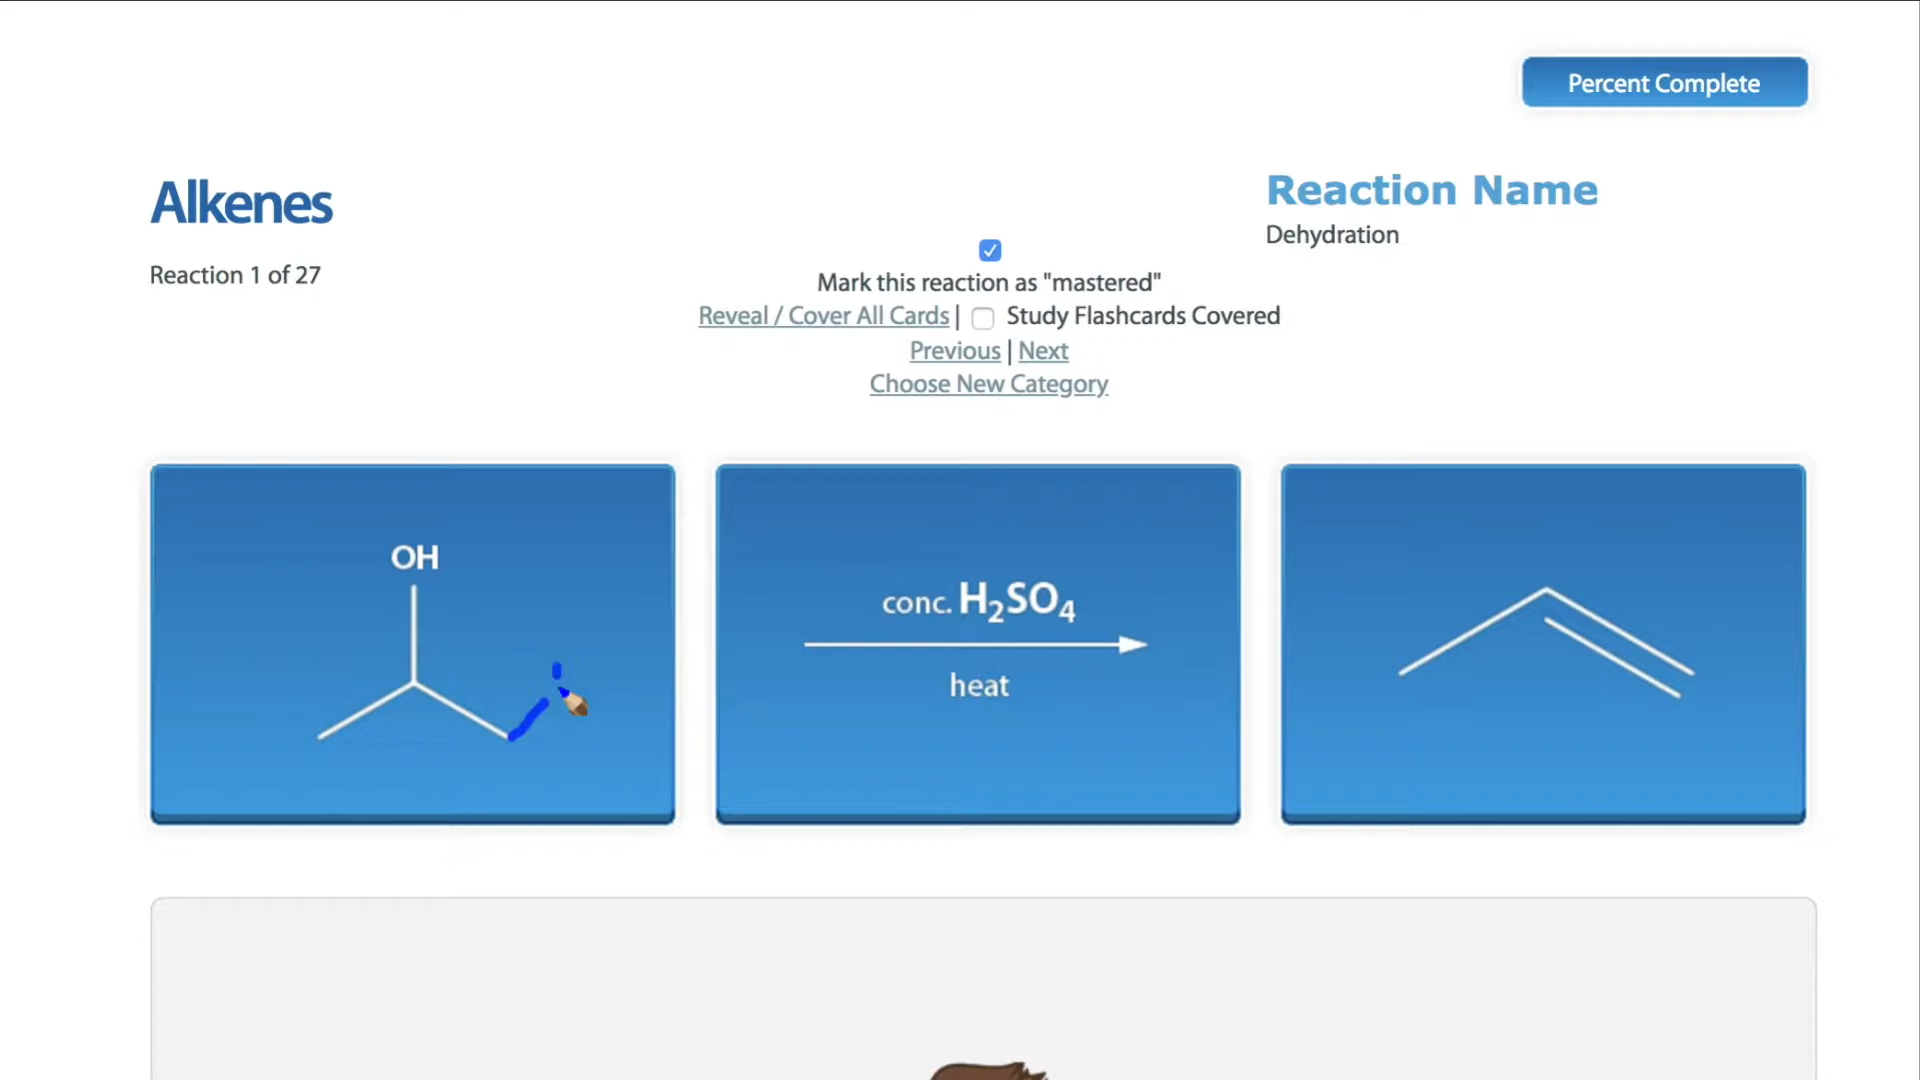 Percent Complete
Alkenes
Reaction 1 of 27
Mark this reaction as "mastered"
Reveal / Cover All Cards | Study Flashcards Covered
Previous | Next
Choose New Category
Reaction Name
Dehydration
OH
conc. H₂SO₄
heat